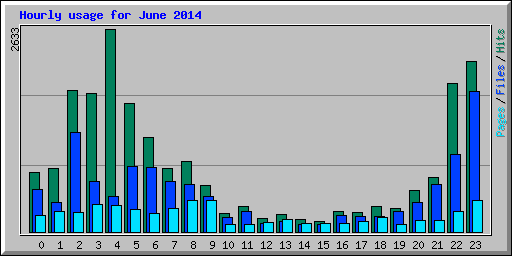 Hourly usage for June 2014
2633
Pages / Files / Hits
0 1 2 3 4 5 6 7 8 9 10 11 12 13 14 15 16 17 18 19 20 21 22 23